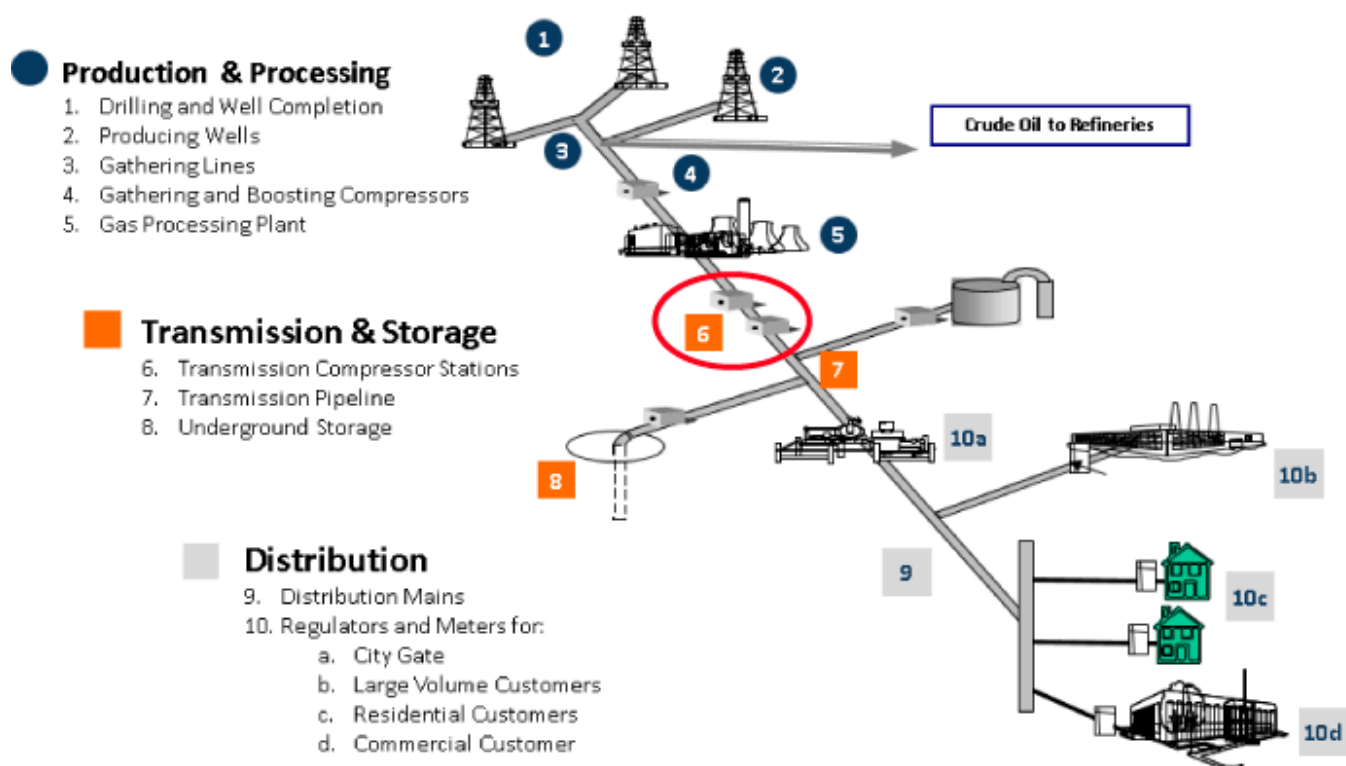 Production & Processing
1. Drilling and Well Completion
2. Producing Wells
3. Gathering Lines
4. Gathering and Boosting Compressors
5. Gas Processing Plant
Transmission & Storage
6. Transmission Compressor Stations
7. Transmission Pipeline
8. Underground Storage
Distribution
9. Distribution Mains
10. Regulators and Meters for:
a. City Gate
b. Large Volume Customers
c. Residential Customers
d. Commercial Customer
1
2
Crude Oil to Refineries
3
4
5
6
7
8
10a
10b
9
10c
10d